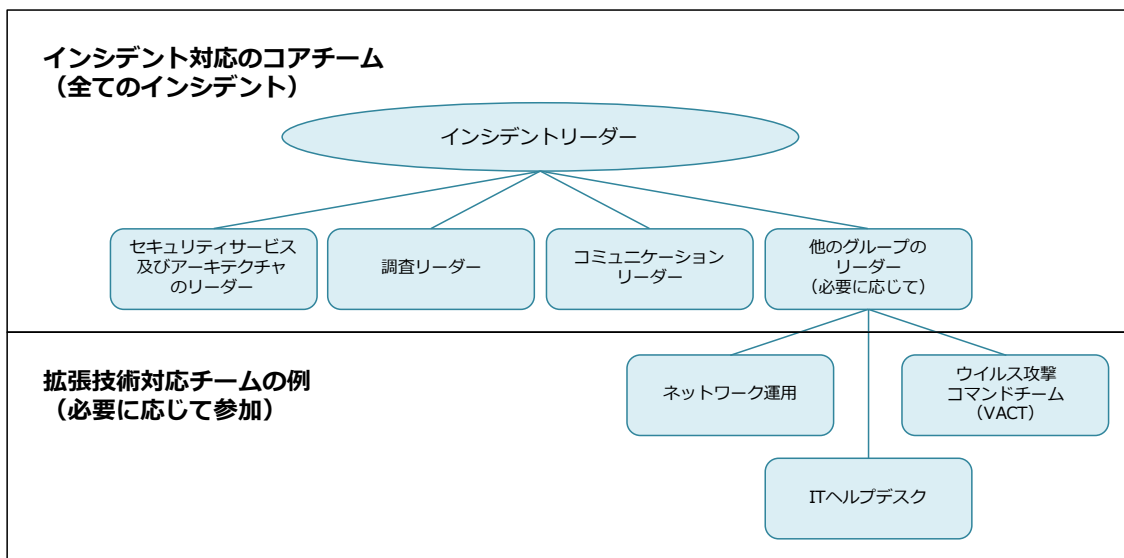 インシデント対応のコアチーム
（全てのインシデント）
インシデントリーダー
セキュリティサービス
及びアーキテクチャ
のリーダー
調査リーダー
コミュニケーション
リーダー
他のグループの
リーダー
（必要に応じて）
拡張技術対応チームの例
（必要に応じて参加）
ネットワーク運用
ウイルス攻撃
コマンドチーム
（VACT）
ITヘルプデスク